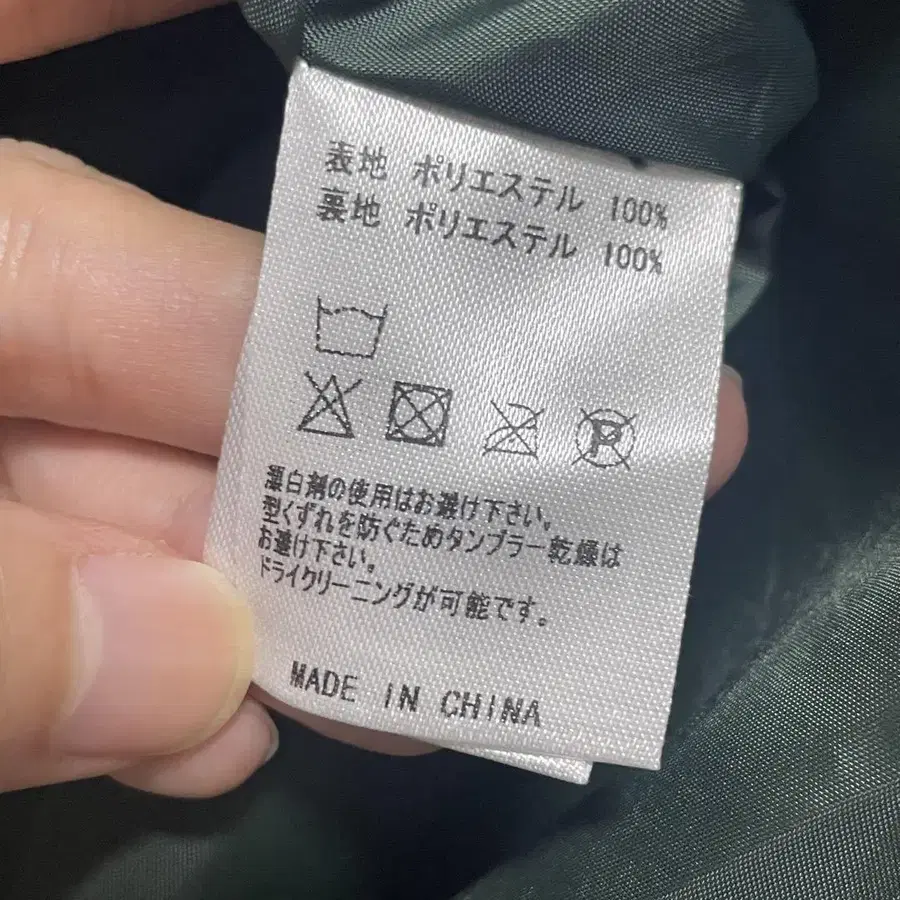 表地 ポリエステル 100%
裏地 ポリエステル 100%
P
漂白剤の使用はお避け下さい。
型くずれを防ぐためタンブラー乾燥は
お避け下さい。
ドライクリーニングが可能です。
MADE IN CHINA